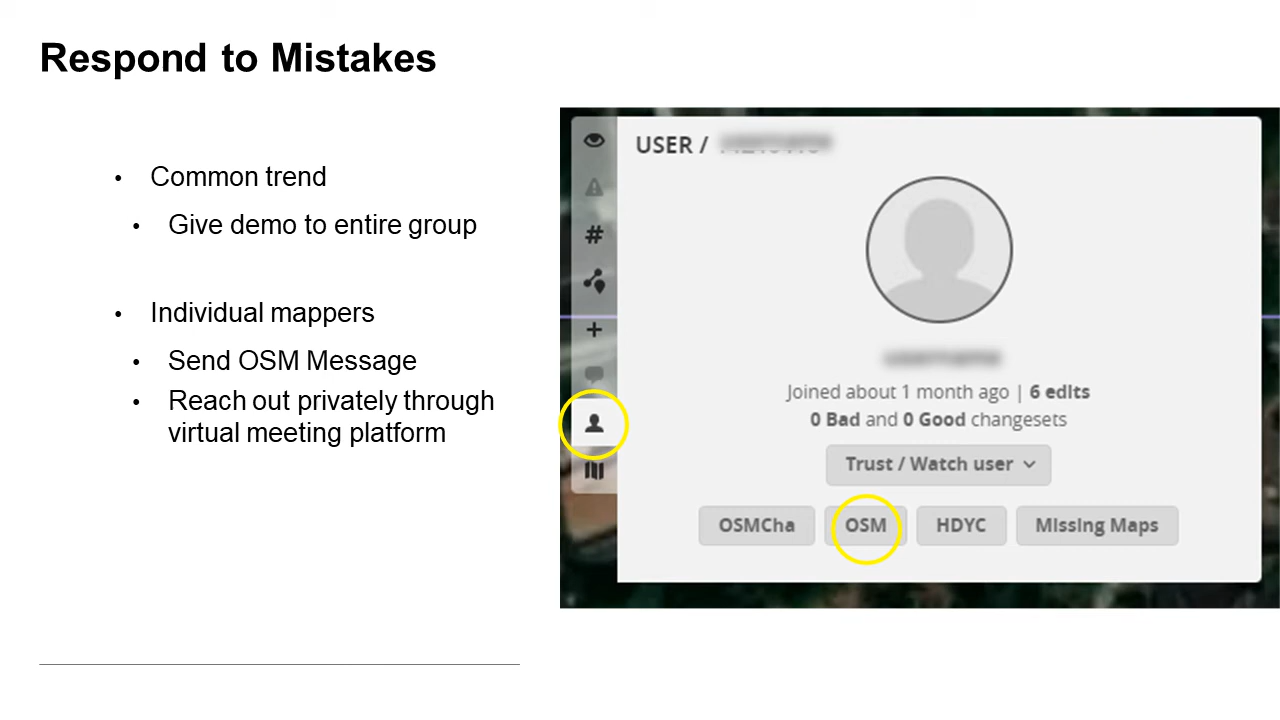 Respond to Mistakes
• Common trend
• Give demo to entire group
• Individual mappers
• Send OSM Message
• Reach out privately through
virtual meeting platform
USER /
Joined about 1 month ago | 6 edits
0 Bad and 0 Good changesets
Trust / Watch user
OSMCha
OSM
HDYC
Missing Maps